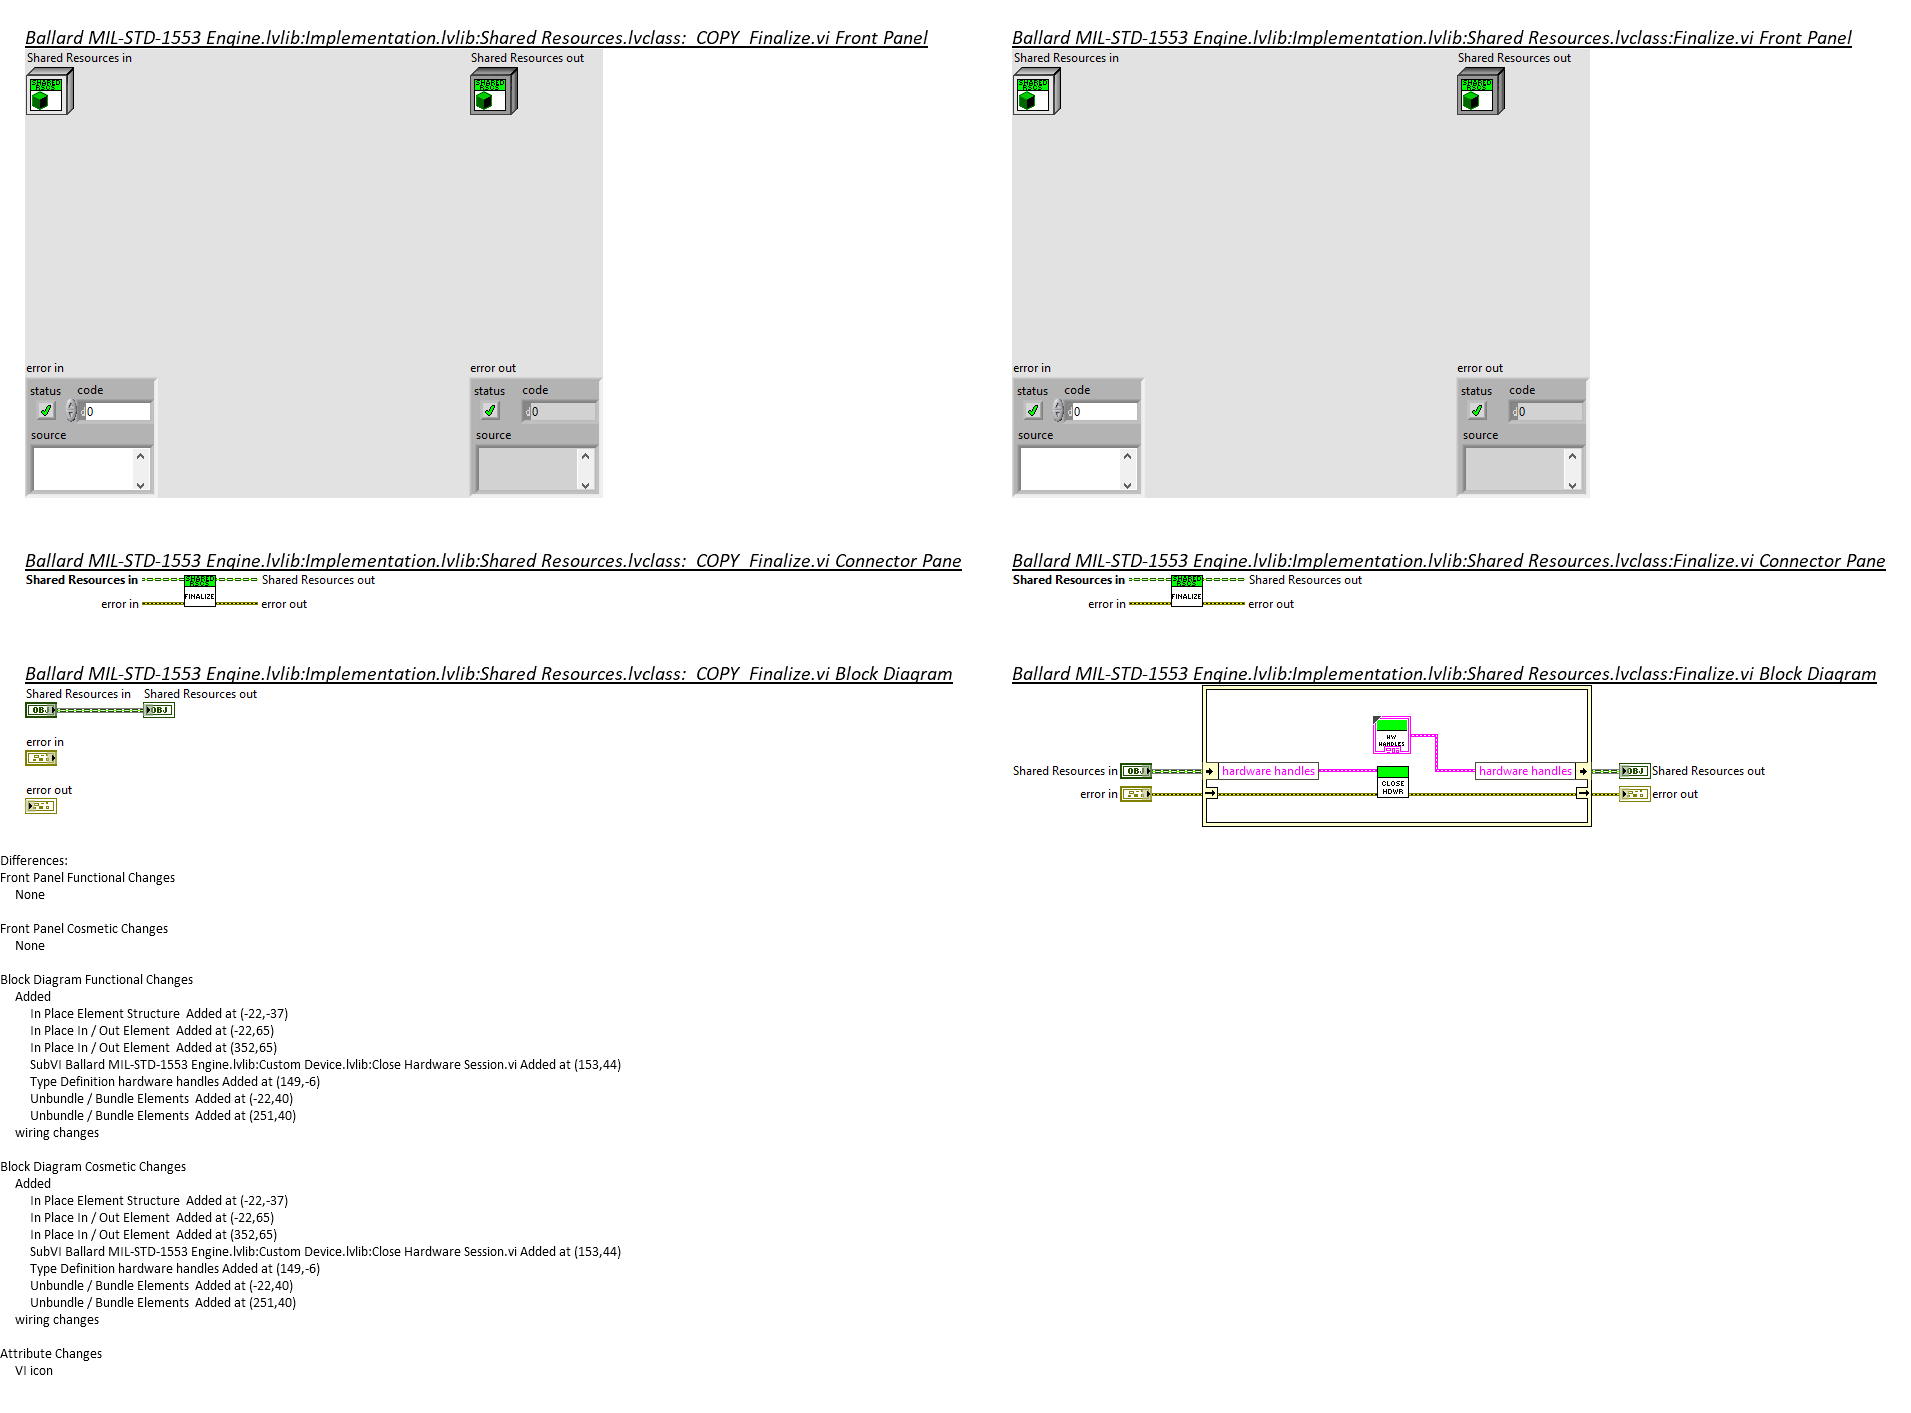 Ballard MIL-STD-1553 Engine.lvlib:Implementation.lvlib:Shared Resources.lvclass:_COPY_Finalize.vi Front Panel
Shared Resources in
Shared Resources out
SHARED
RSCS
SHARED
RSCS
error in
error out
status code
status code
d0
d0
source
source
Ballard MIL-STD-1553 Engine.lvlib:Implementation.lvlib:Shared Resources.lvclass:Finalize.vi Front Panel
Shared Resources in
Shared Resources out
SHARED
RSCS
SHARED
RSCS
error in
error out
status code
status code
d0
d0
source
source
Ballard MIL-STD-1553 Engine.lvlib:Implementation.lvlib:Shared Resources.lvclass:_COPY_Finalize.vi Connector Pane
Shared Resources in
SHARED
RSCS
Shared Resources out
error in
FINALIZE
error out
Ballard MIL-STD-1553 Engine.lvlib:Implementation.lvlib:Shared Resources.lvclass:Finalize.vi Connector Pane
Shared Resources in
SHARED
RSCS
Shared Resources out
error in
FINALIZE
error out
Ballard MIL-STD-1553 Engine.lvlib:Implementation.lvlib:Shared Resources.lvclass:_COPY_Finalize.vi Block Diagram
Shared Resources in Shared Resources out
OBJ OBJ
error in
error out
Ballard MIL-STD-1553 Engine.lvlib:Implementation.lvlib:Shared Resources.lvclass:Finalize.vi Block Diagram
HW
HANDLES
Shared Resources in OBJ hardware handles hardware handles OBJ Shared Resources out
CLOSE
HDWR
error in
error out
Differences:
Front Panel Functional Changes
None
Front Panel Cosmetic Changes
None
Block Diagram Functional Changes
Added
In Place Element Structure  Added at (-22,-37)
In Place In / Out Element  Added at (-22,65)
In Place In / Out Element  Added at (352,65)
SubVI Ballard MIL-STD-1553 Engine.lvlib:Custom Device.lvlib:Close Hardware Session.vi Added at (153,44)
Type Definition hardware handles Added at (149,-6)
Unbundle / Bundle Elements  Added at (-22,40)
Unbundle / Bundle Elements  Added at (251,40)
wiring changes
Block Diagram Cosmetic Changes
Added
In Place Element Structure  Added at (-22,-37)
In Place In / Out Element  Added at (-22,65)
In Place In / Out Element  Added at (352,65)
SubVI Ballard MIL-STD-1553 Engine.lvlib:Custom Device.lvlib:Close Hardware Session.vi Added at (153,44)
Type Definition hardware handles Added at (149,-6)
Unbundle / Bundle Elements  Added at (-22,40)
Unbundle / Bundle Elements  Added at (251,40)
wiring changes
Attribute Changes
VI icon